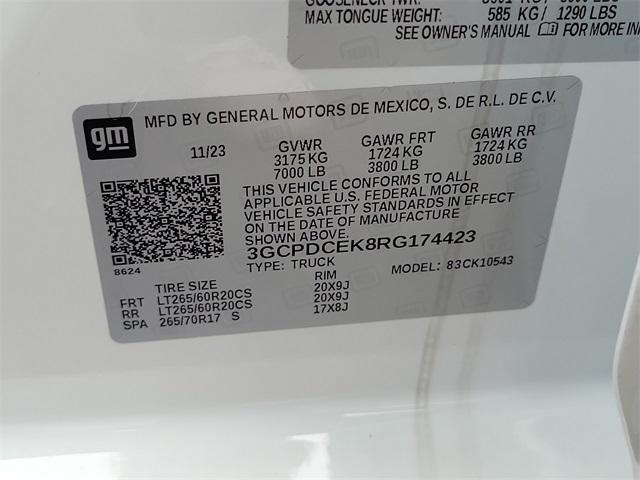 MAX TONGUE WEIGHT: 585 KG/ 1290 LBS
SEE OWNER'S MANUAL FOR MORE
gm
MFD BY GENERAL MOTORS DE MEXICO, S. DE R.L. DE C.V.
11/23 GVWR GAWR FRT GAWR RR
3175 KG 1724 KG 1724 KG
7000 LB 3800 LB 3800 LB
THIS VEHICLE CONFORMS TO ALL
APPLICABLE U.S. FEDERAL MOTOR
VEHICLE SAFETY STANDARDS IN EFFECT
ON THE DATE OF MANUFACTURE
SHOWN ABOVE.
3GCPDCEK8RG174423
8624
TYPE: TRUCK MODEL: 83CK10543
TIRE SIZE RIM
FRT LT265/60R20CS 20X9J
RR LT265/60R20CS 20X9J
SPA 265/70R17 S 17X8J